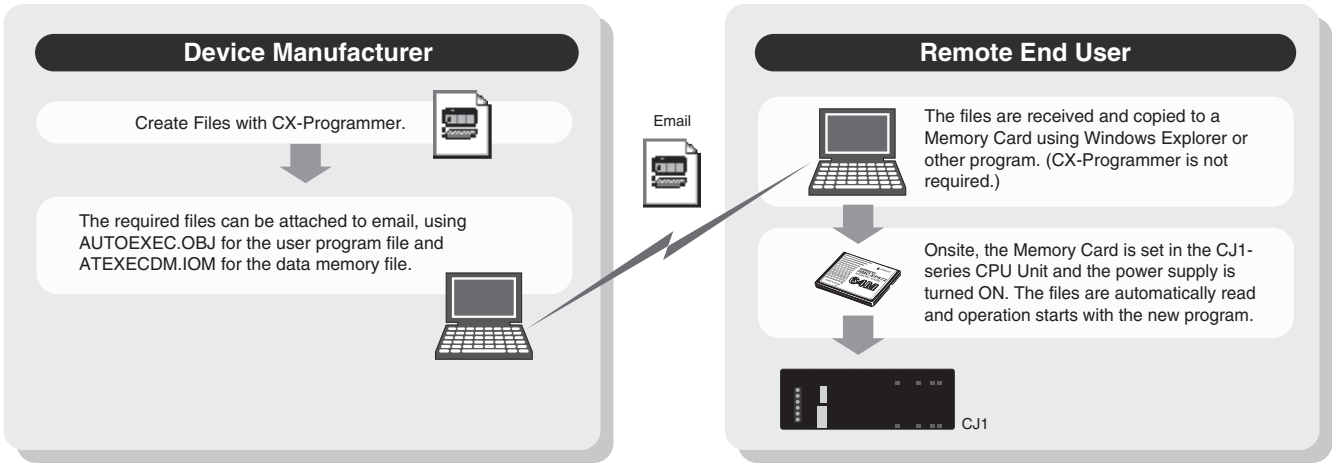 Device Manufacturer
Create Files with CX-Programmer.
The required files can be attached to email, using
AUTOEXEC.OBJ for the user program file and
ATEXECDM.IOM for the data memory file.
Email
Remote End User
The files are received and copied to a
Memory Card using Windows Explorer or
other program. (CX-Programmer is not
required.)
Onsite, the Memory Card is set in the CJ1-
series CPU Unit and the power supply is
turned ON. The files are automatically read
and operation starts with the new program.
64M
CJ1